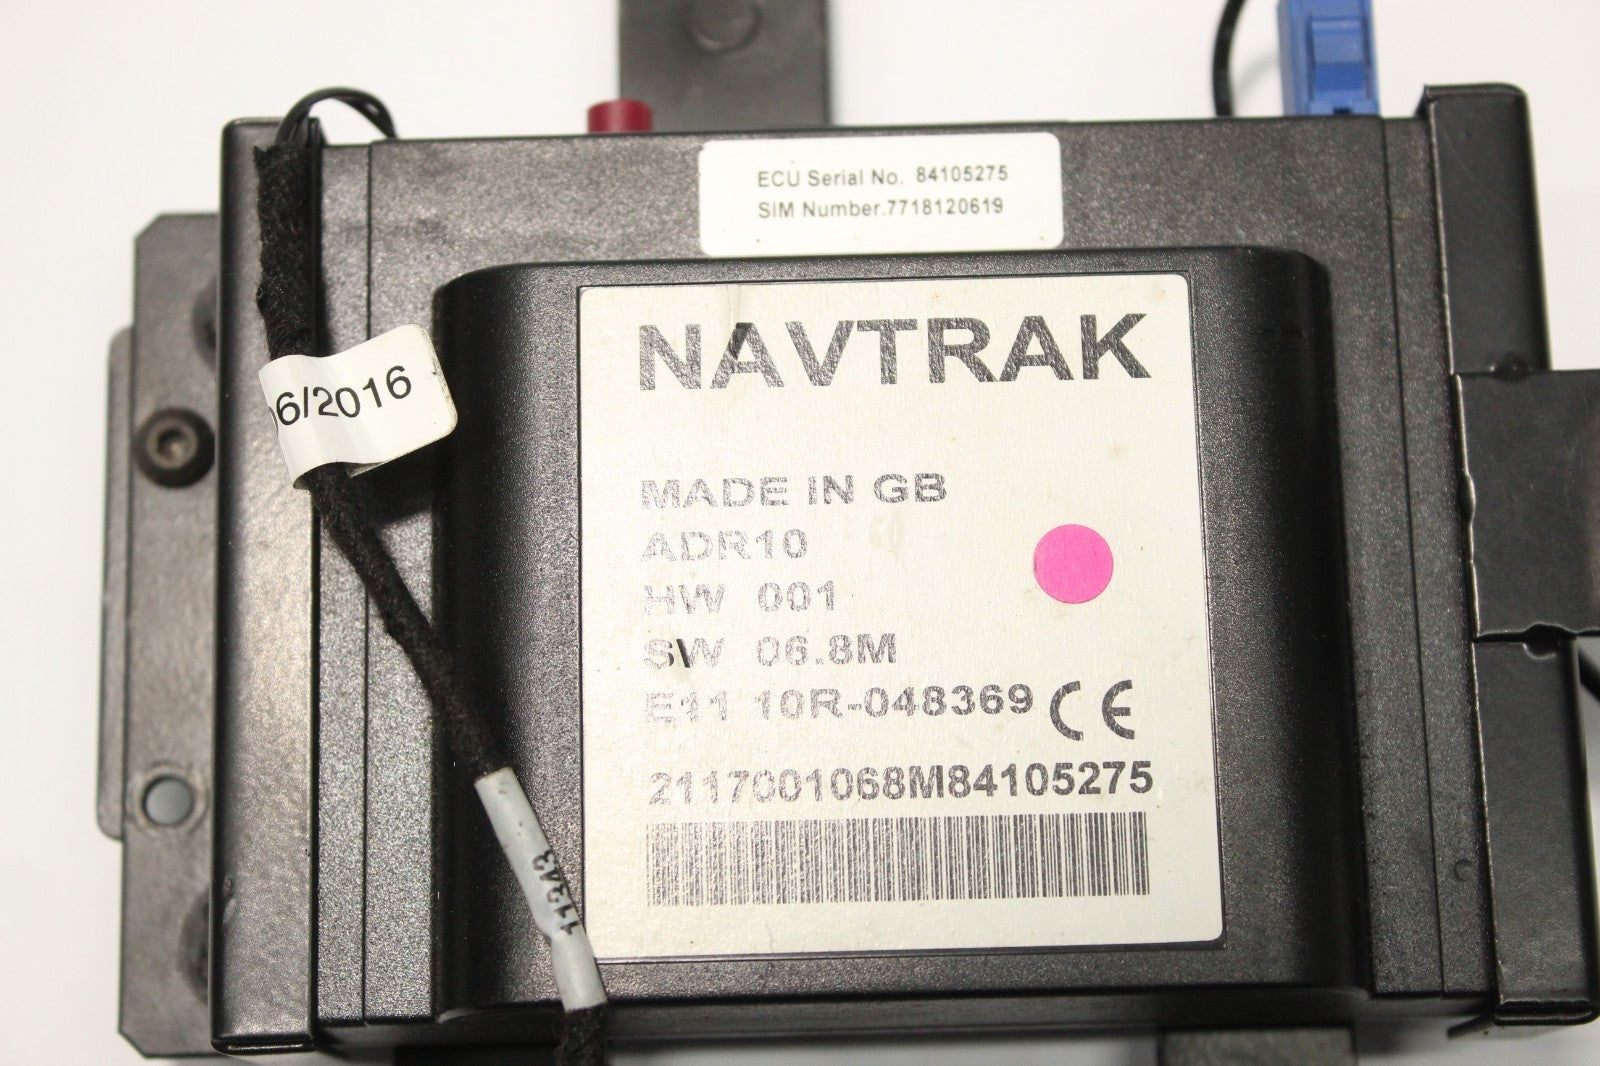 ECU Serial No. 84105275
SIM Number.7718120619
06/2016
NAVTRAK
MADE IN GB
ADR10
HW 001
SW 06.8M
E11 10R-048369 CE
2117001068M84105275
11343